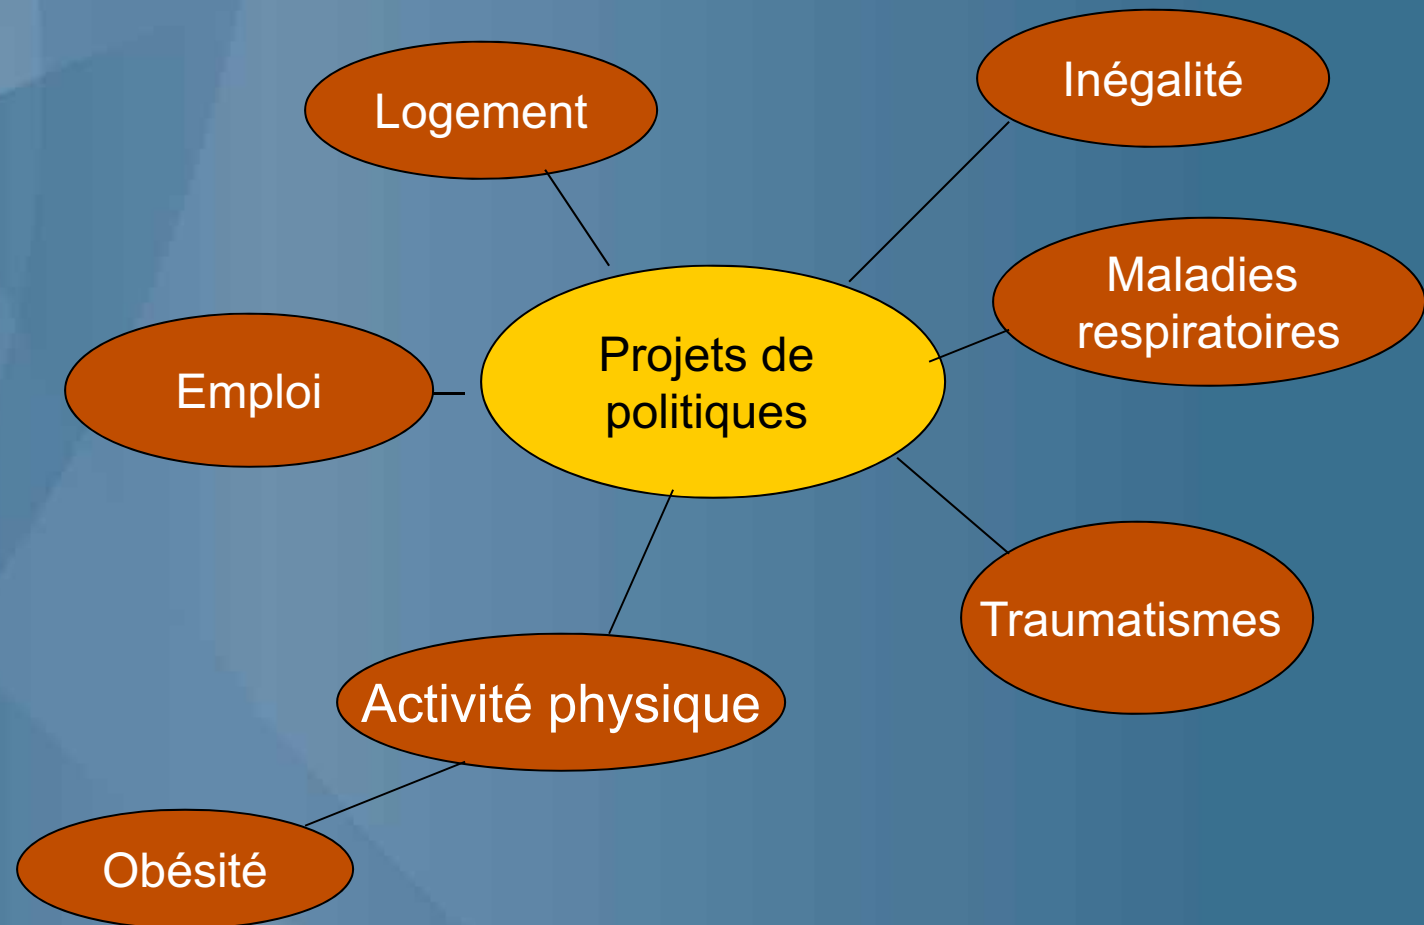 Logement
Inégalité
Maladies
respiratoires
Projets de
politiques
Emploi
Traumatismes
Activité physique
Obésité